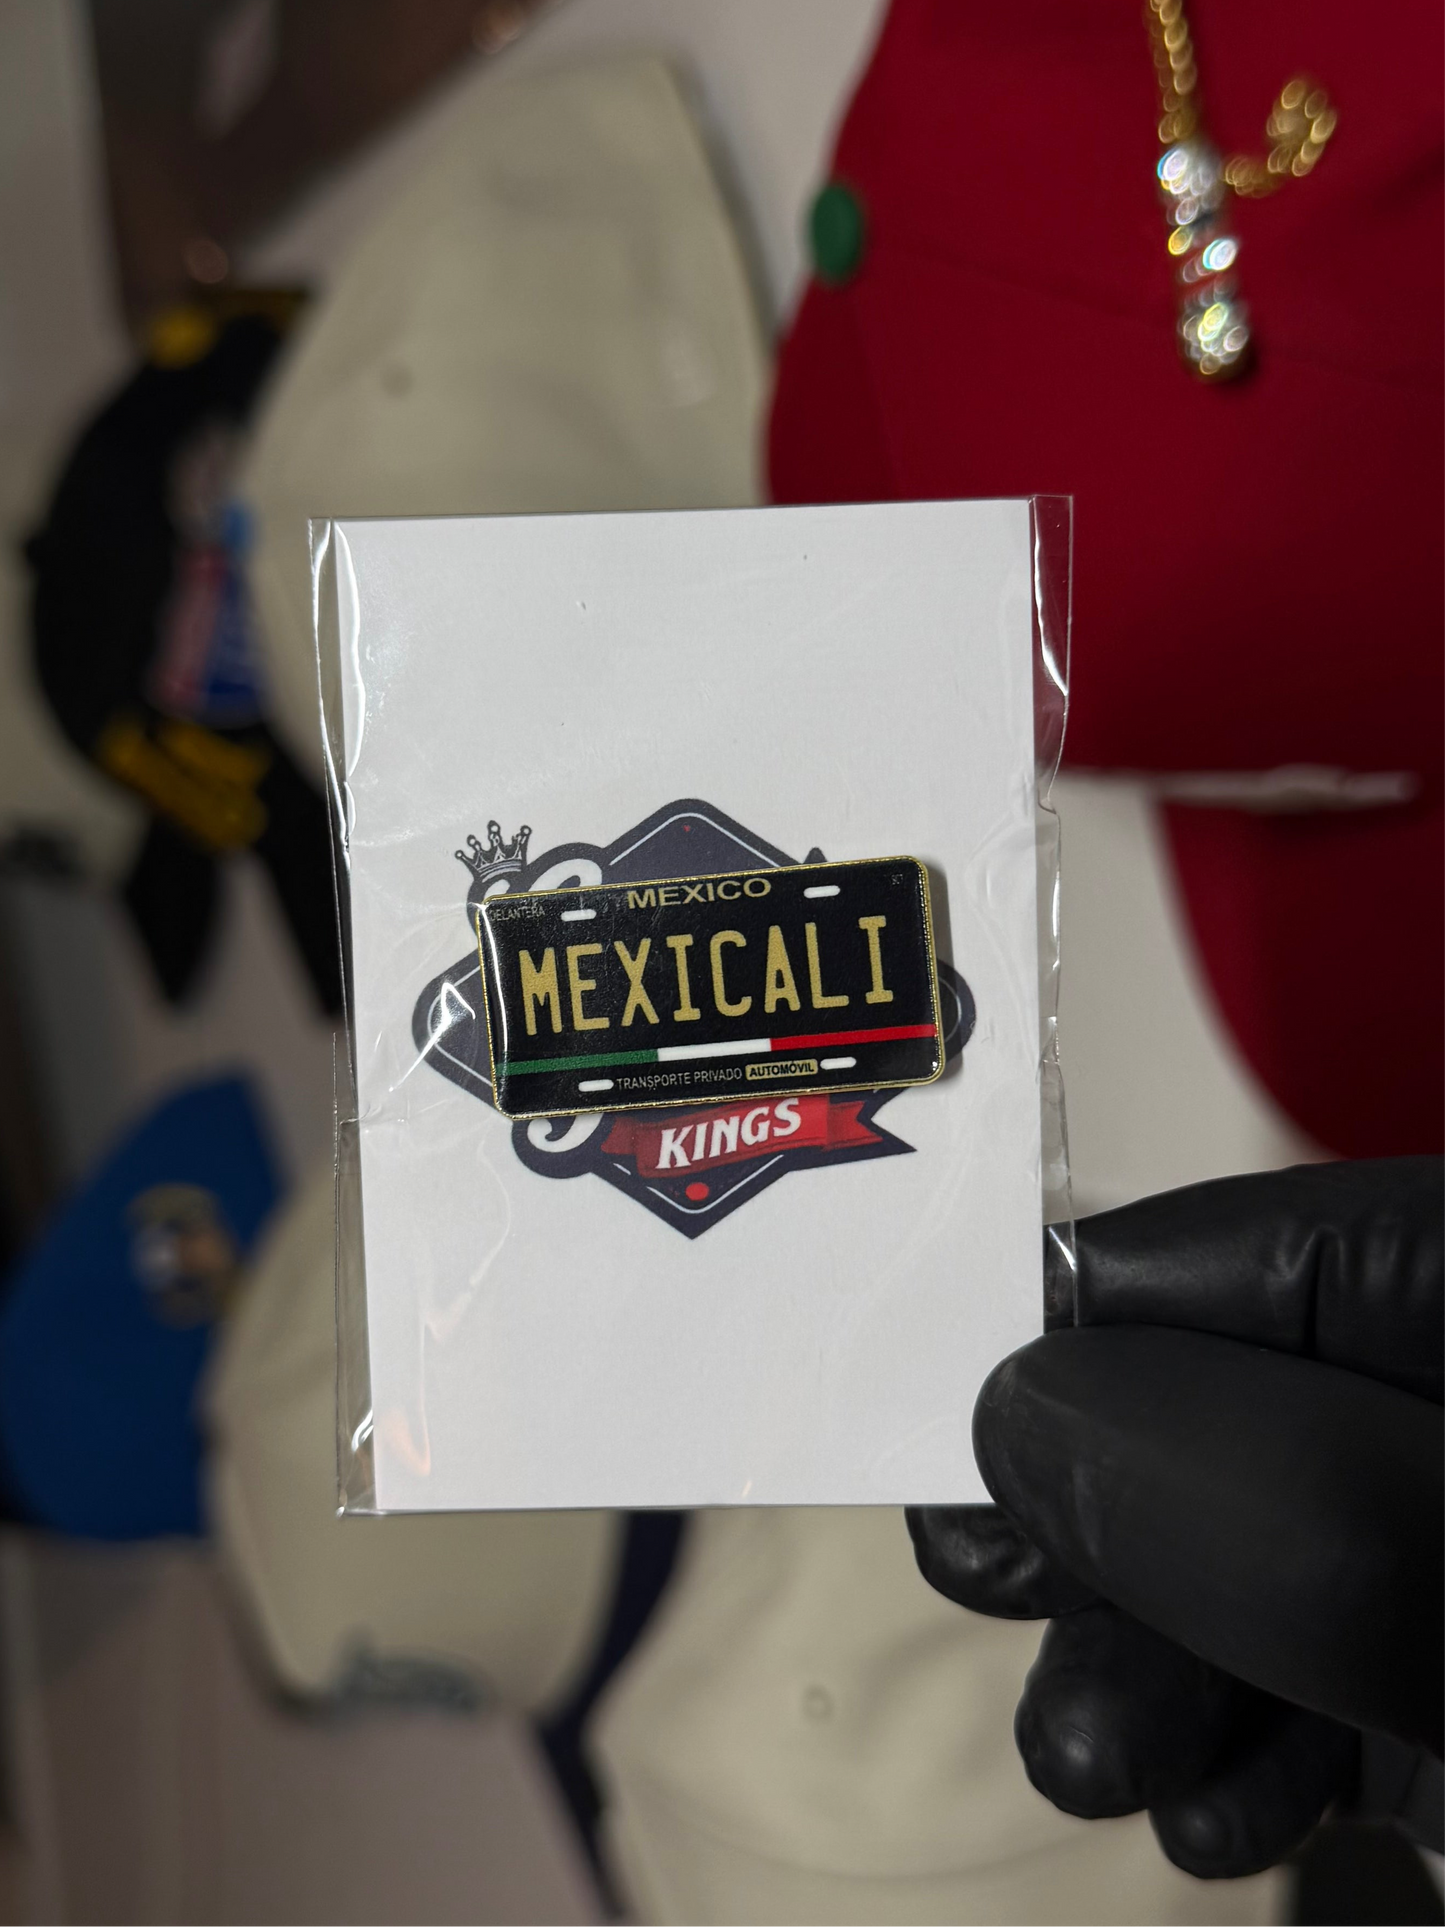 MEXICO
DELANTERA
MEXICALI
TRANSPORTE PRIVADO AUTOMÓVIL
KINGS